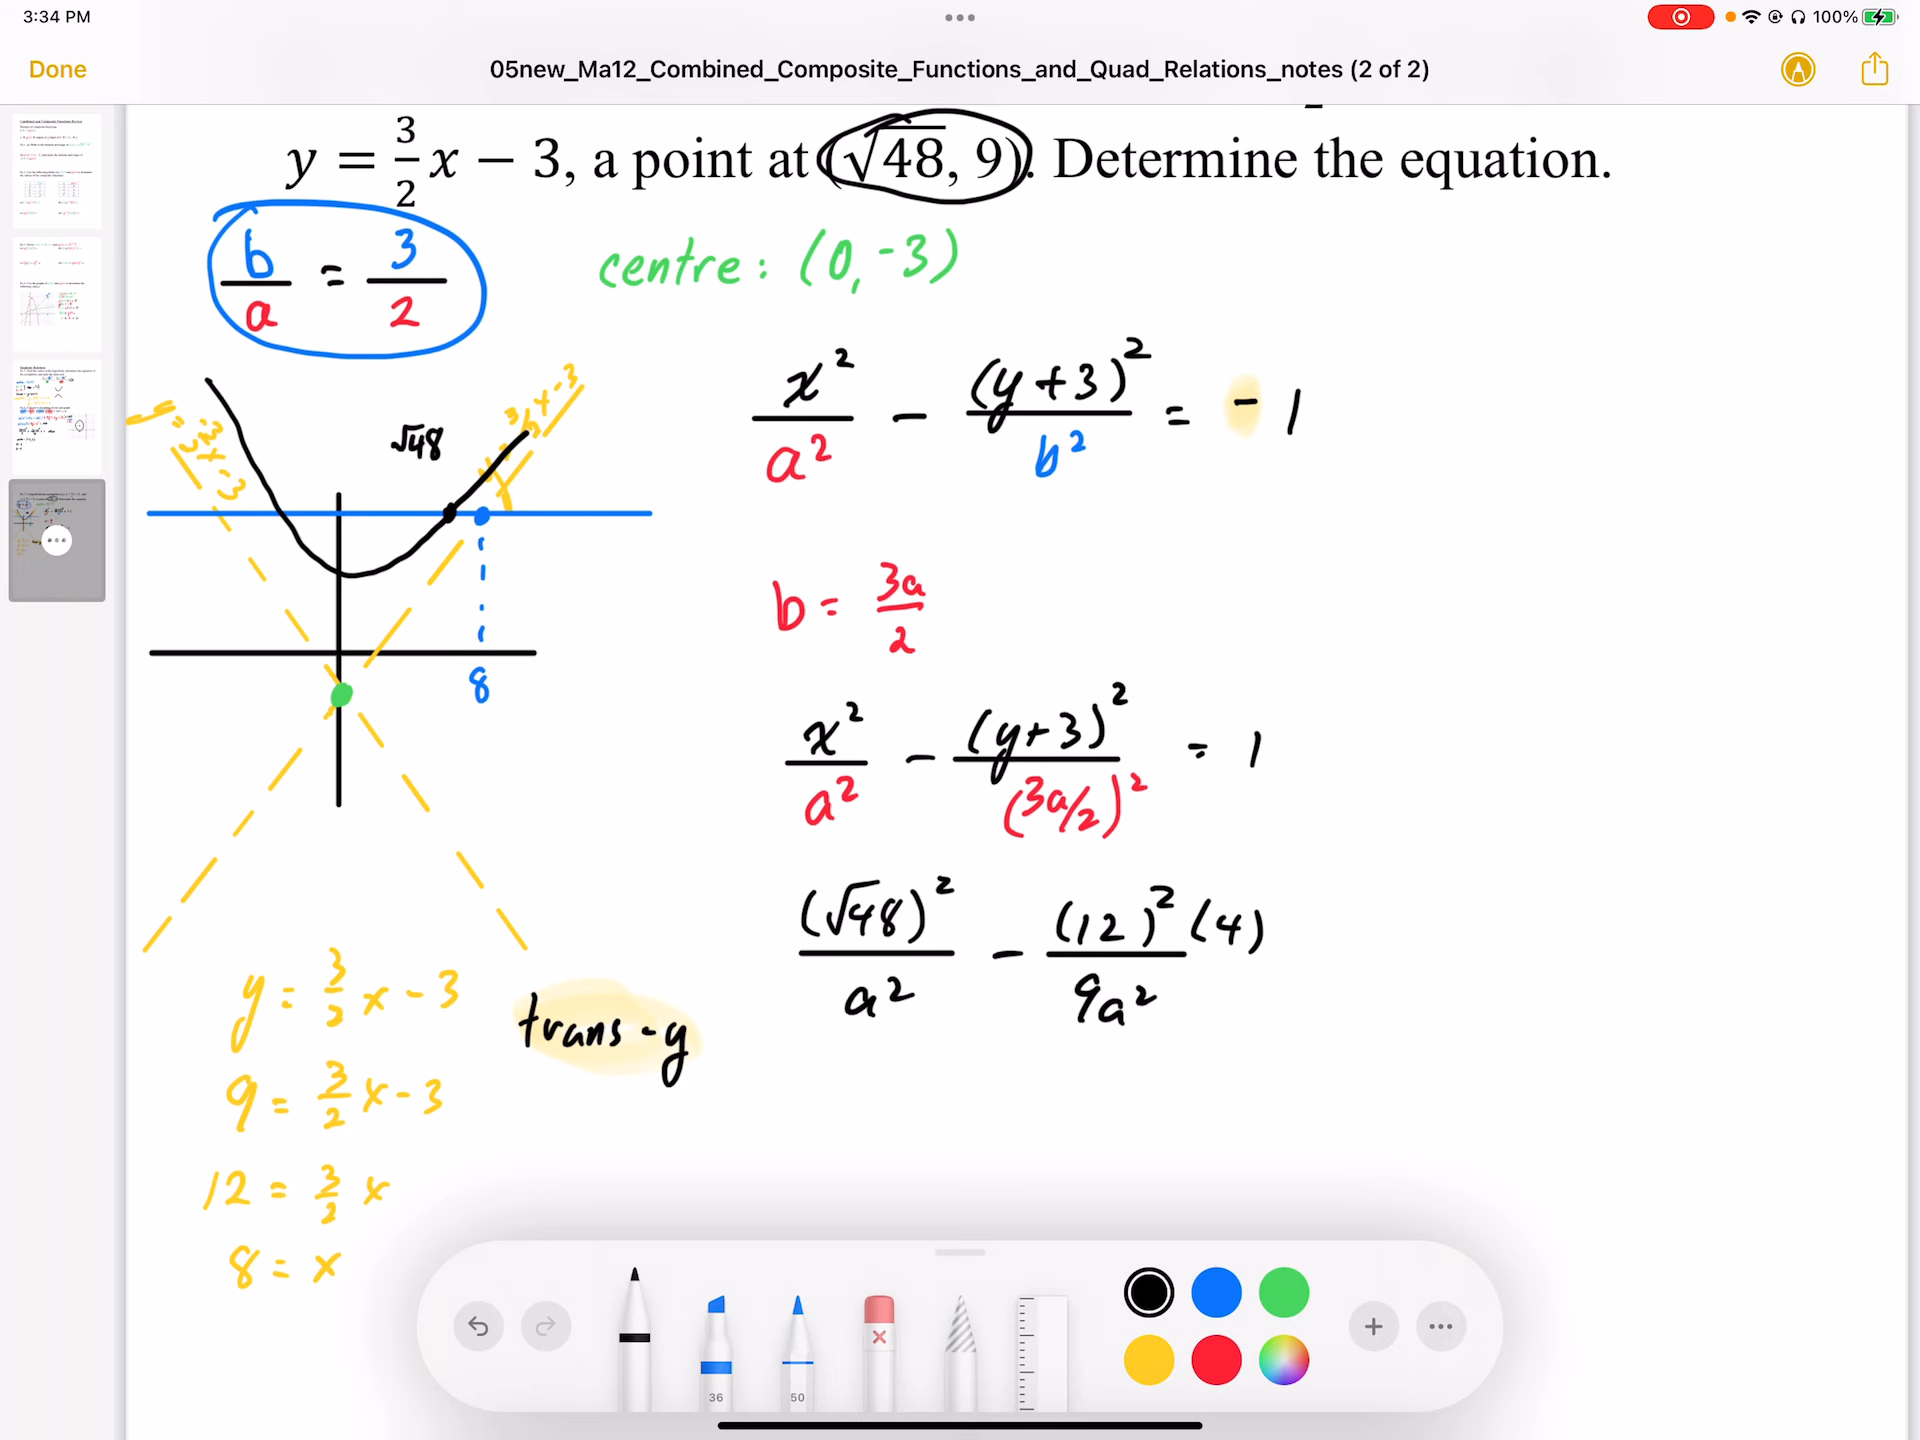 3:34 PM
100%
Done
05new_Ma12_Combined_Composite_Functions_and_Quad_Relations_notes (2 of 2)
y = 3/2 x − 3, a point at (√48, 9). Determine the equation.
b/a = 3/2
centre: (0, -3)
x²/a² − (y+3)²/b² = -1
√48
8
b = 3a/2
x²/a² − (y+3)²/(3a/2)² = 1
(√48)²/a² − (12)²(4)/9a²
y = 3/2 x - 3
trans-y
9 = 3/2 x - 3
12 = 3/2 x
8 = x
36
50